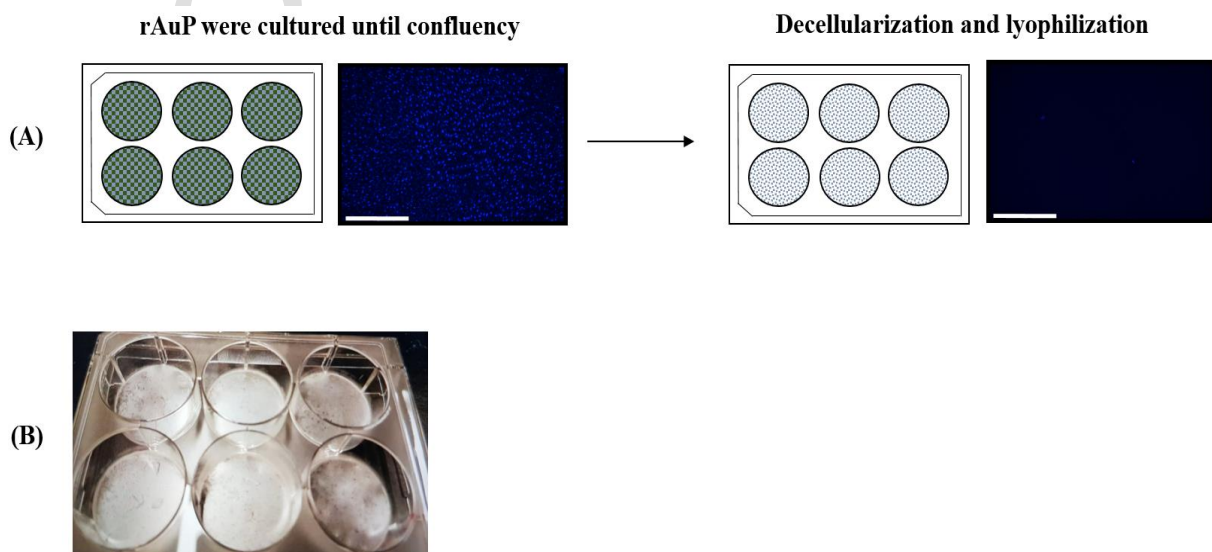 rAuP were cultured until confluency
Decellularization and lyophilization
(A)
(B)